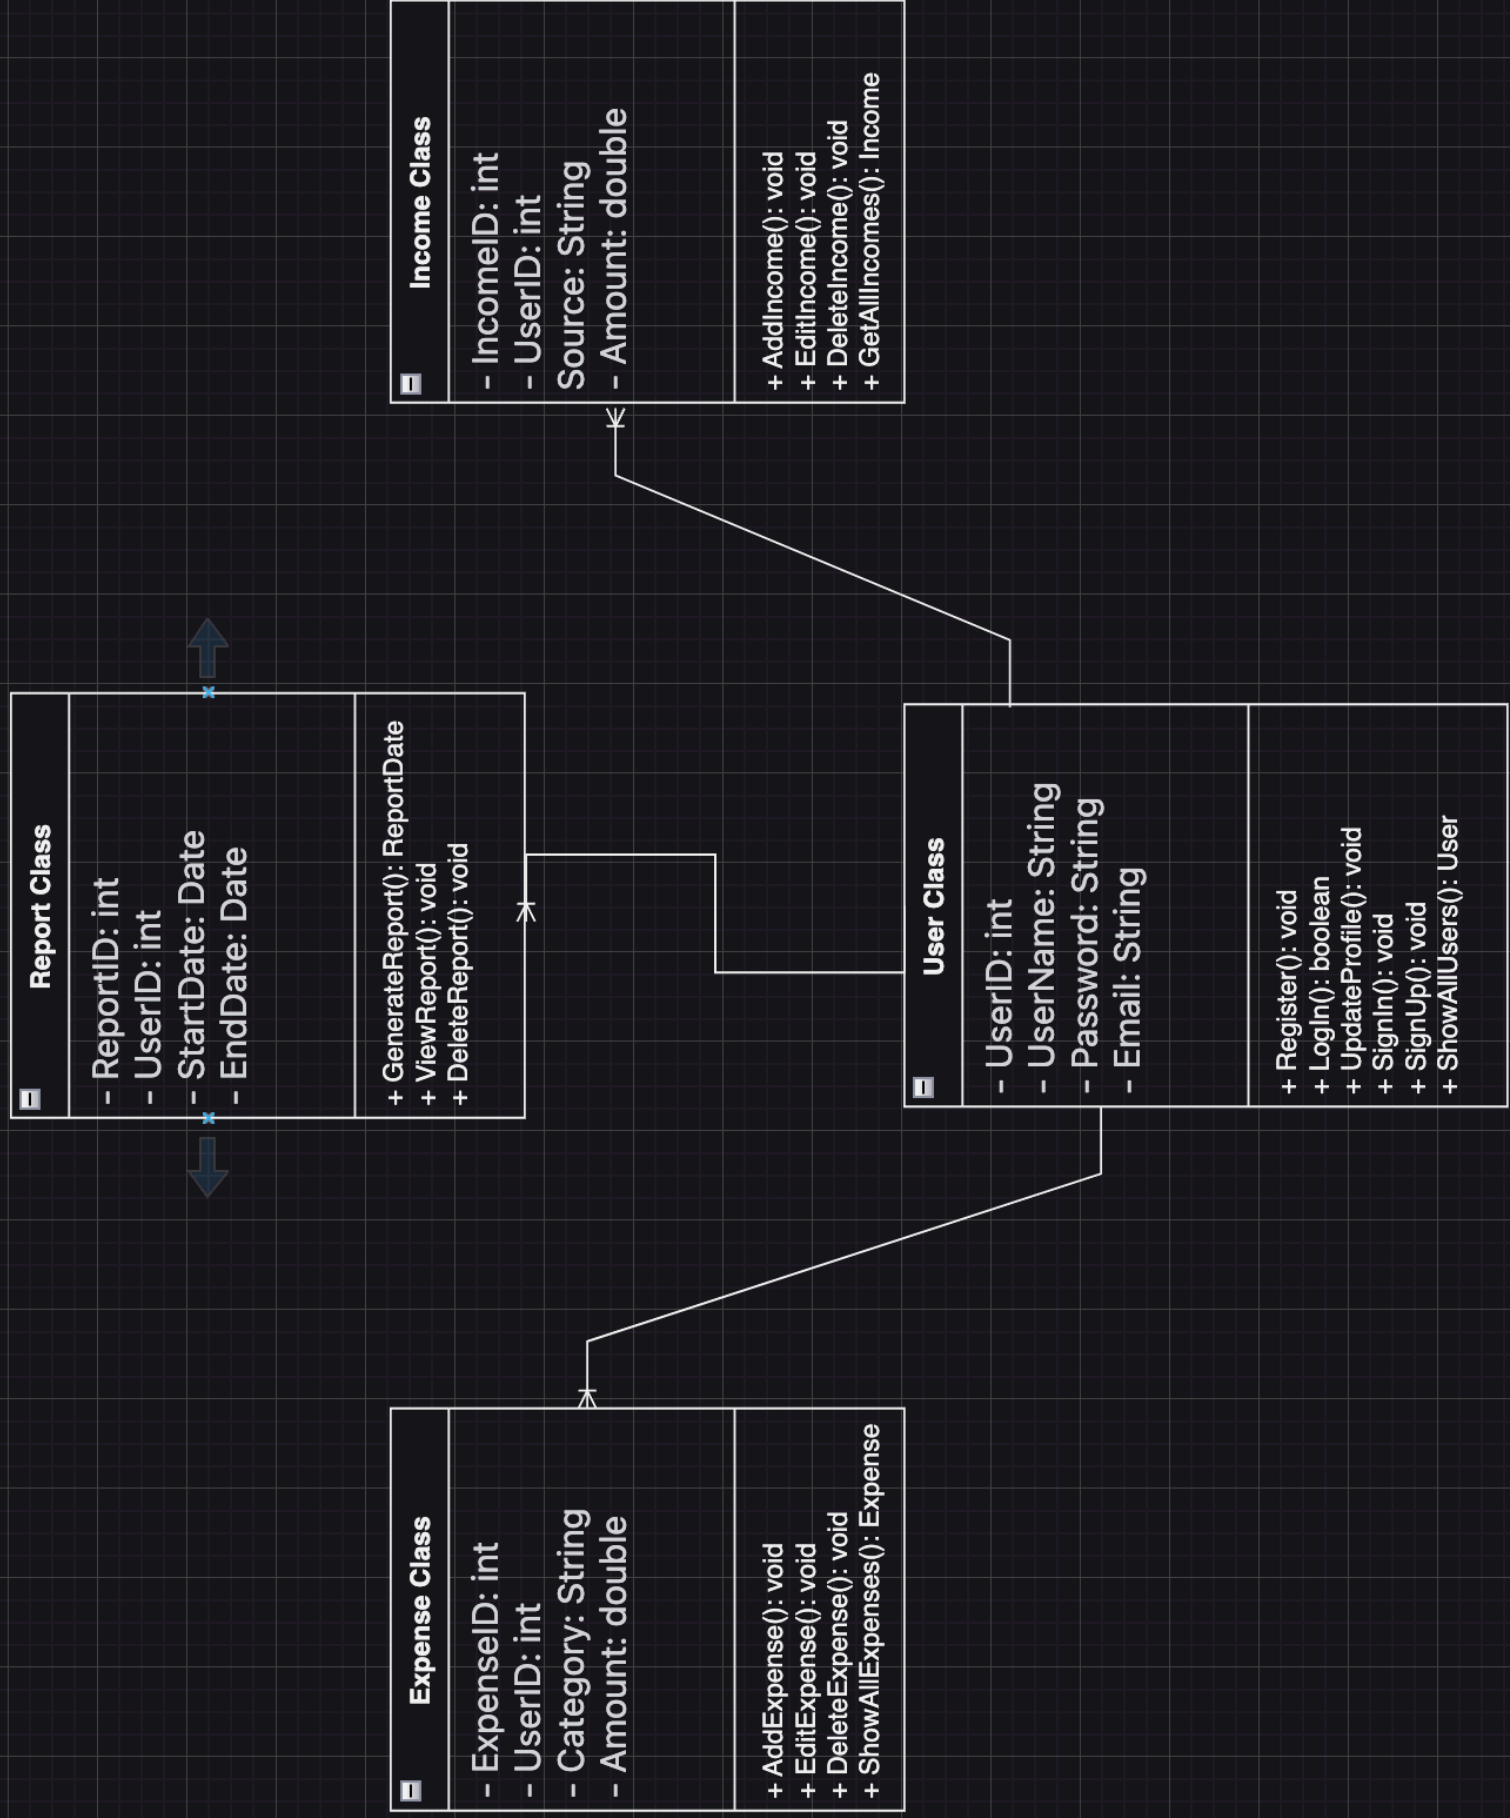 Report Class
- ReportID: int
- UserID: int
- StartDate: Date
- EndDate: Date
+ GenerateReport(): ReportDate
+ ViewReport(): void
+ DeleteReport(): void
Expense Class
- ExpenseID: int
- UserID: int
- Category: String
- Amount: double
+ AddExpense(): void
+ EditExpense(): void
+ DeleteExpense(): void
+ ShowAllExpenses(): Expense
Income Class
- IncomeID: int
- UserID: int
Source: String
- Amount: double
+ AddIncome(): void
+ EditIncome(): void
+ DeleteIncome(): void
+ GetAllIncomes(): Income
User Class
- UserID: int
- UserName: String
- Password: String
- Email: String
+ Register(): void
+ LogIn(): boolean
+ UpdateProfile(): void
+ SignIn(): void
+ SignUp(): void
+ ShowAllUsers(): User